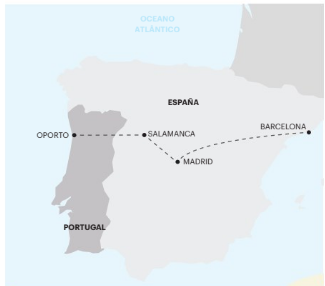 OCEANO
ATLÁNTICO
ESPAÑA
BARCELONA
OPORTO
SALAMANCA
MADRID
PORTUGAL